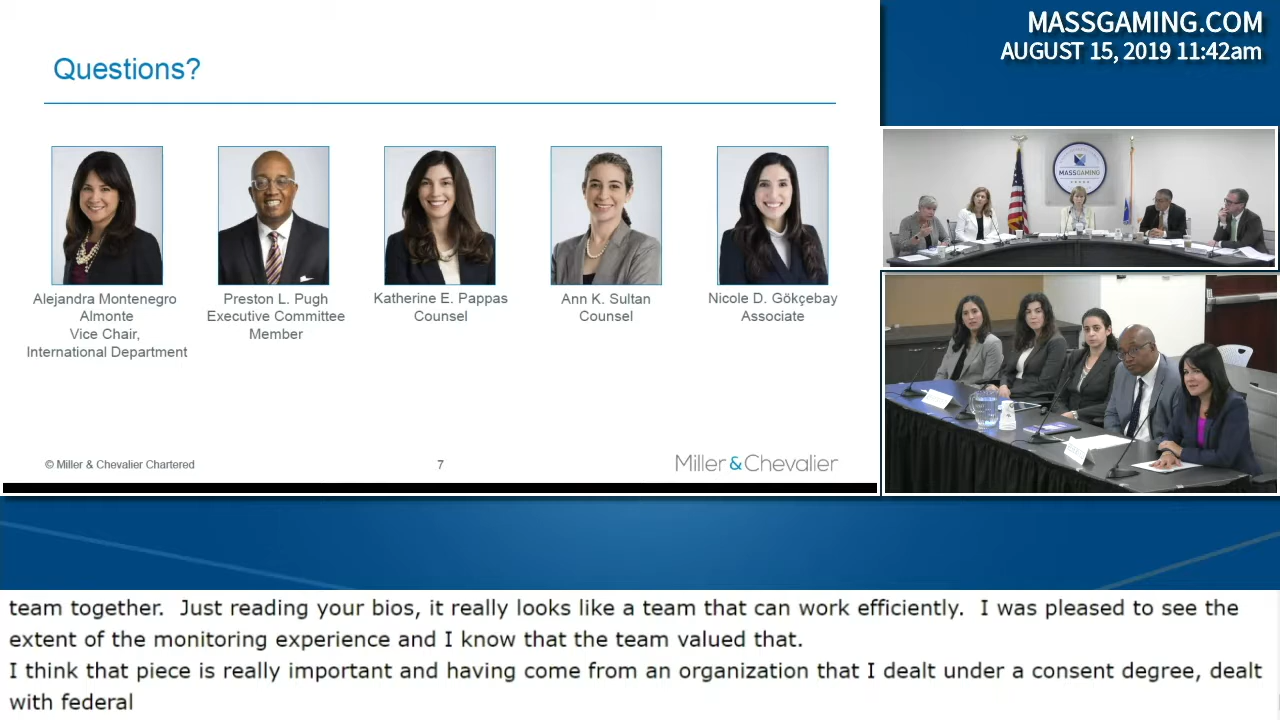 MASSGAMING.COM
AUGUST 15, 2019 11:42am
Questions?
Alejandra Montenegro
Almonte
Vice Chair,
International Department
Preston L. Pugh
Executive Committee
Member
Katherine E. Pappas
Counsel
Ann K. Sultan
Counsel
Nicole D. Gökçebay
Associate
© Miller & Chevalier Chartered
7
Miller&Chevalier
MASSGAMING
team together.  Just reading your bios, it really looks like a team that can work efficiently.  I was pleased to see the
extent of the monitoring experience and I know that the team valued that.
I think that piece is really important and having come from an organization that I dealt under a consent degree, dealt
with federal